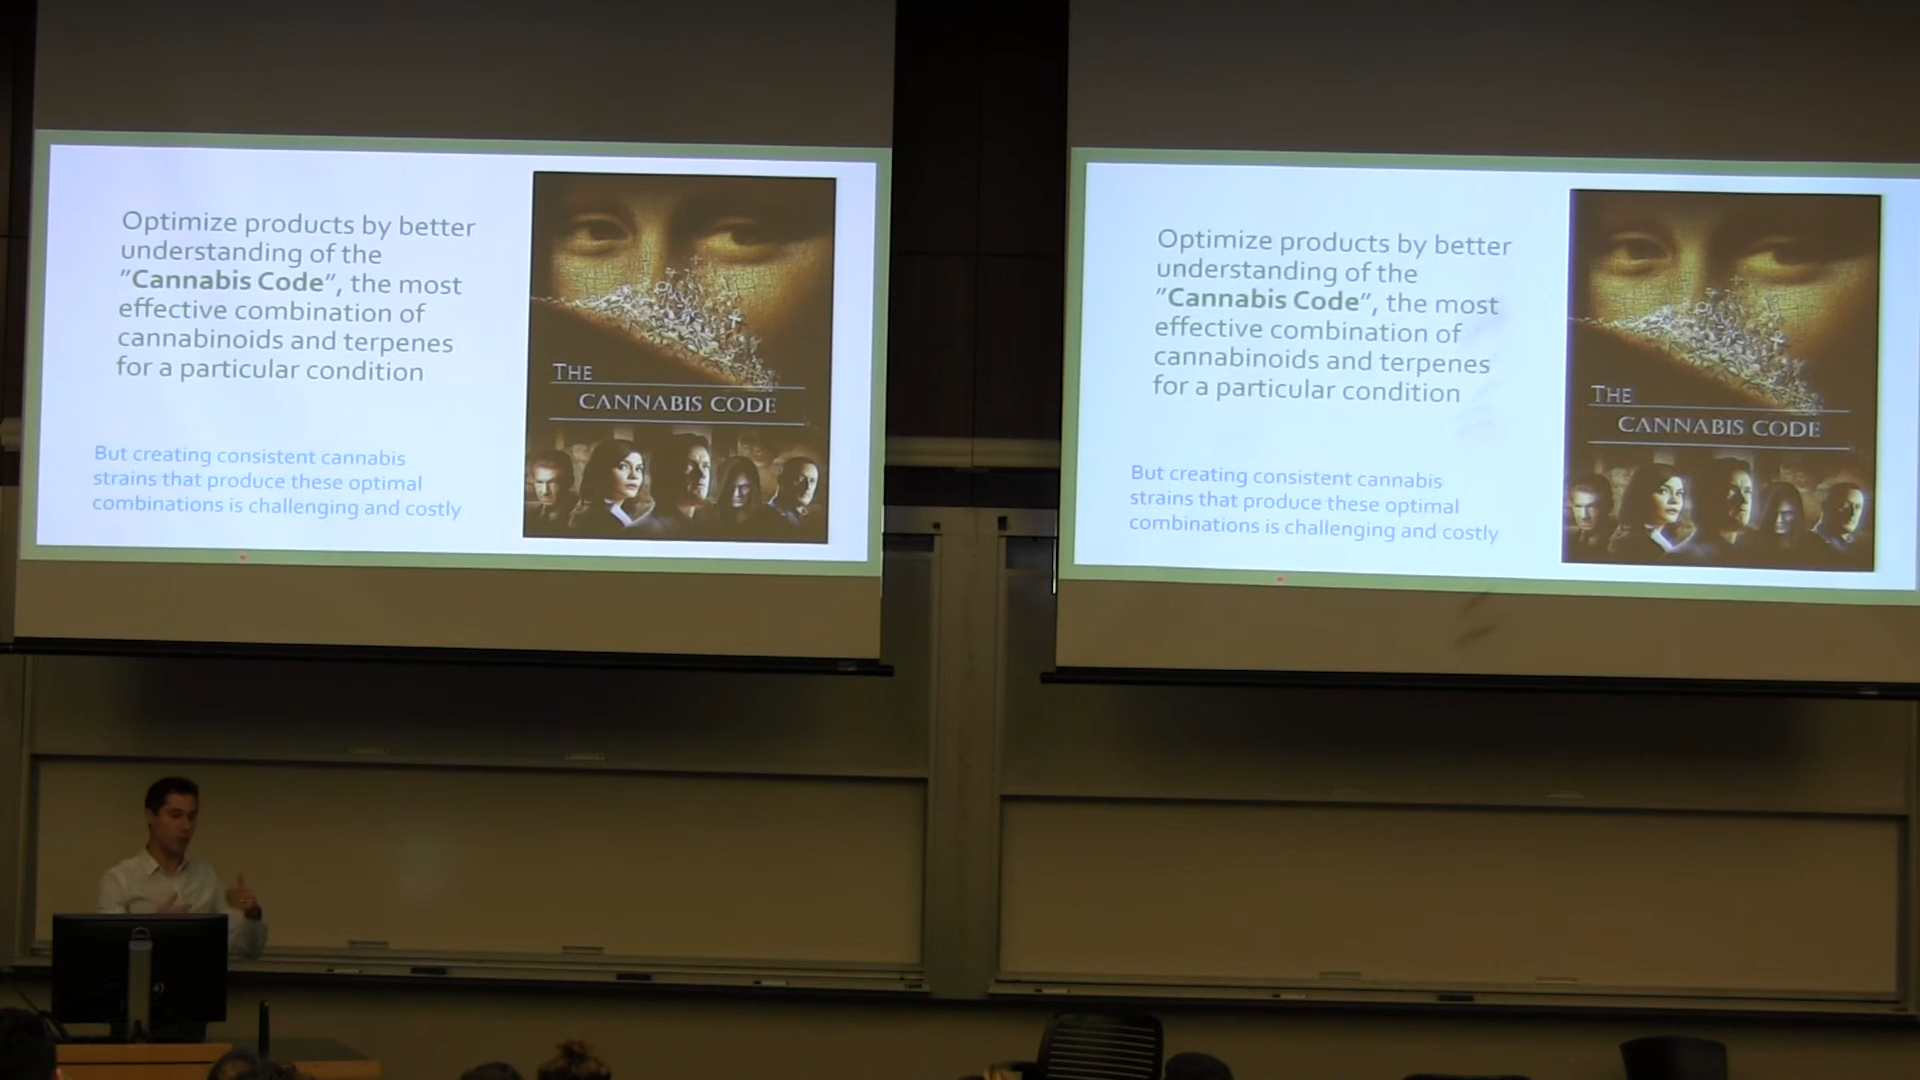 Optimize products by better
understanding of the
"Cannabis Code", the most
effective combination of
cannabinoids and terpenes
for a particular condition
But creating consistent cannabis
strains that produce these optimal
combinations is challenging and costly
THE
CANNABIS CODE
Optimize products by better
understanding of the
"Cannabis Code", the most
effective combination of
cannabinoids and terpenes
for a particular condition
But creating consistent cannabis
strains that produce these optimal
combinations is challenging and costly
THE
CANNABIS CODE